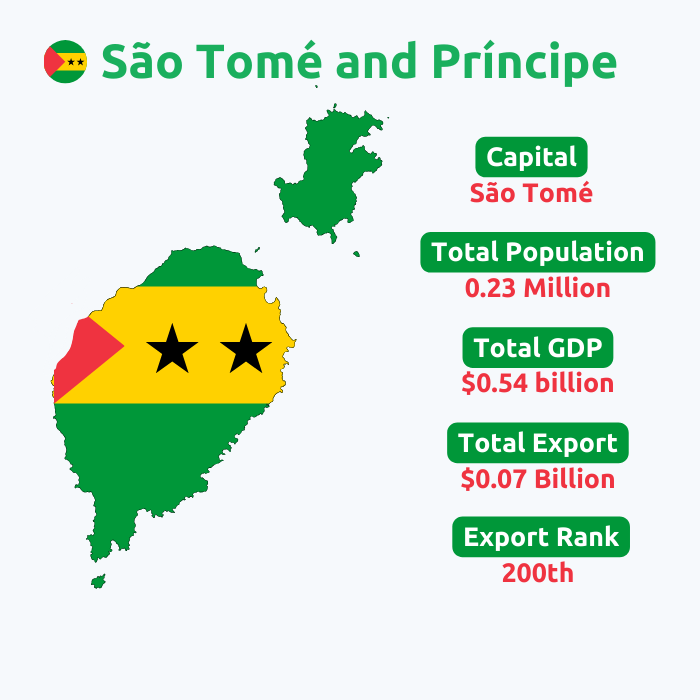 São Tomé and Príncipe
Capital
São Tomé
Total Population
0.23 Million
Total GDP
$0.54 billion
Total Export
$0.07 Billion
Export Rank
200th